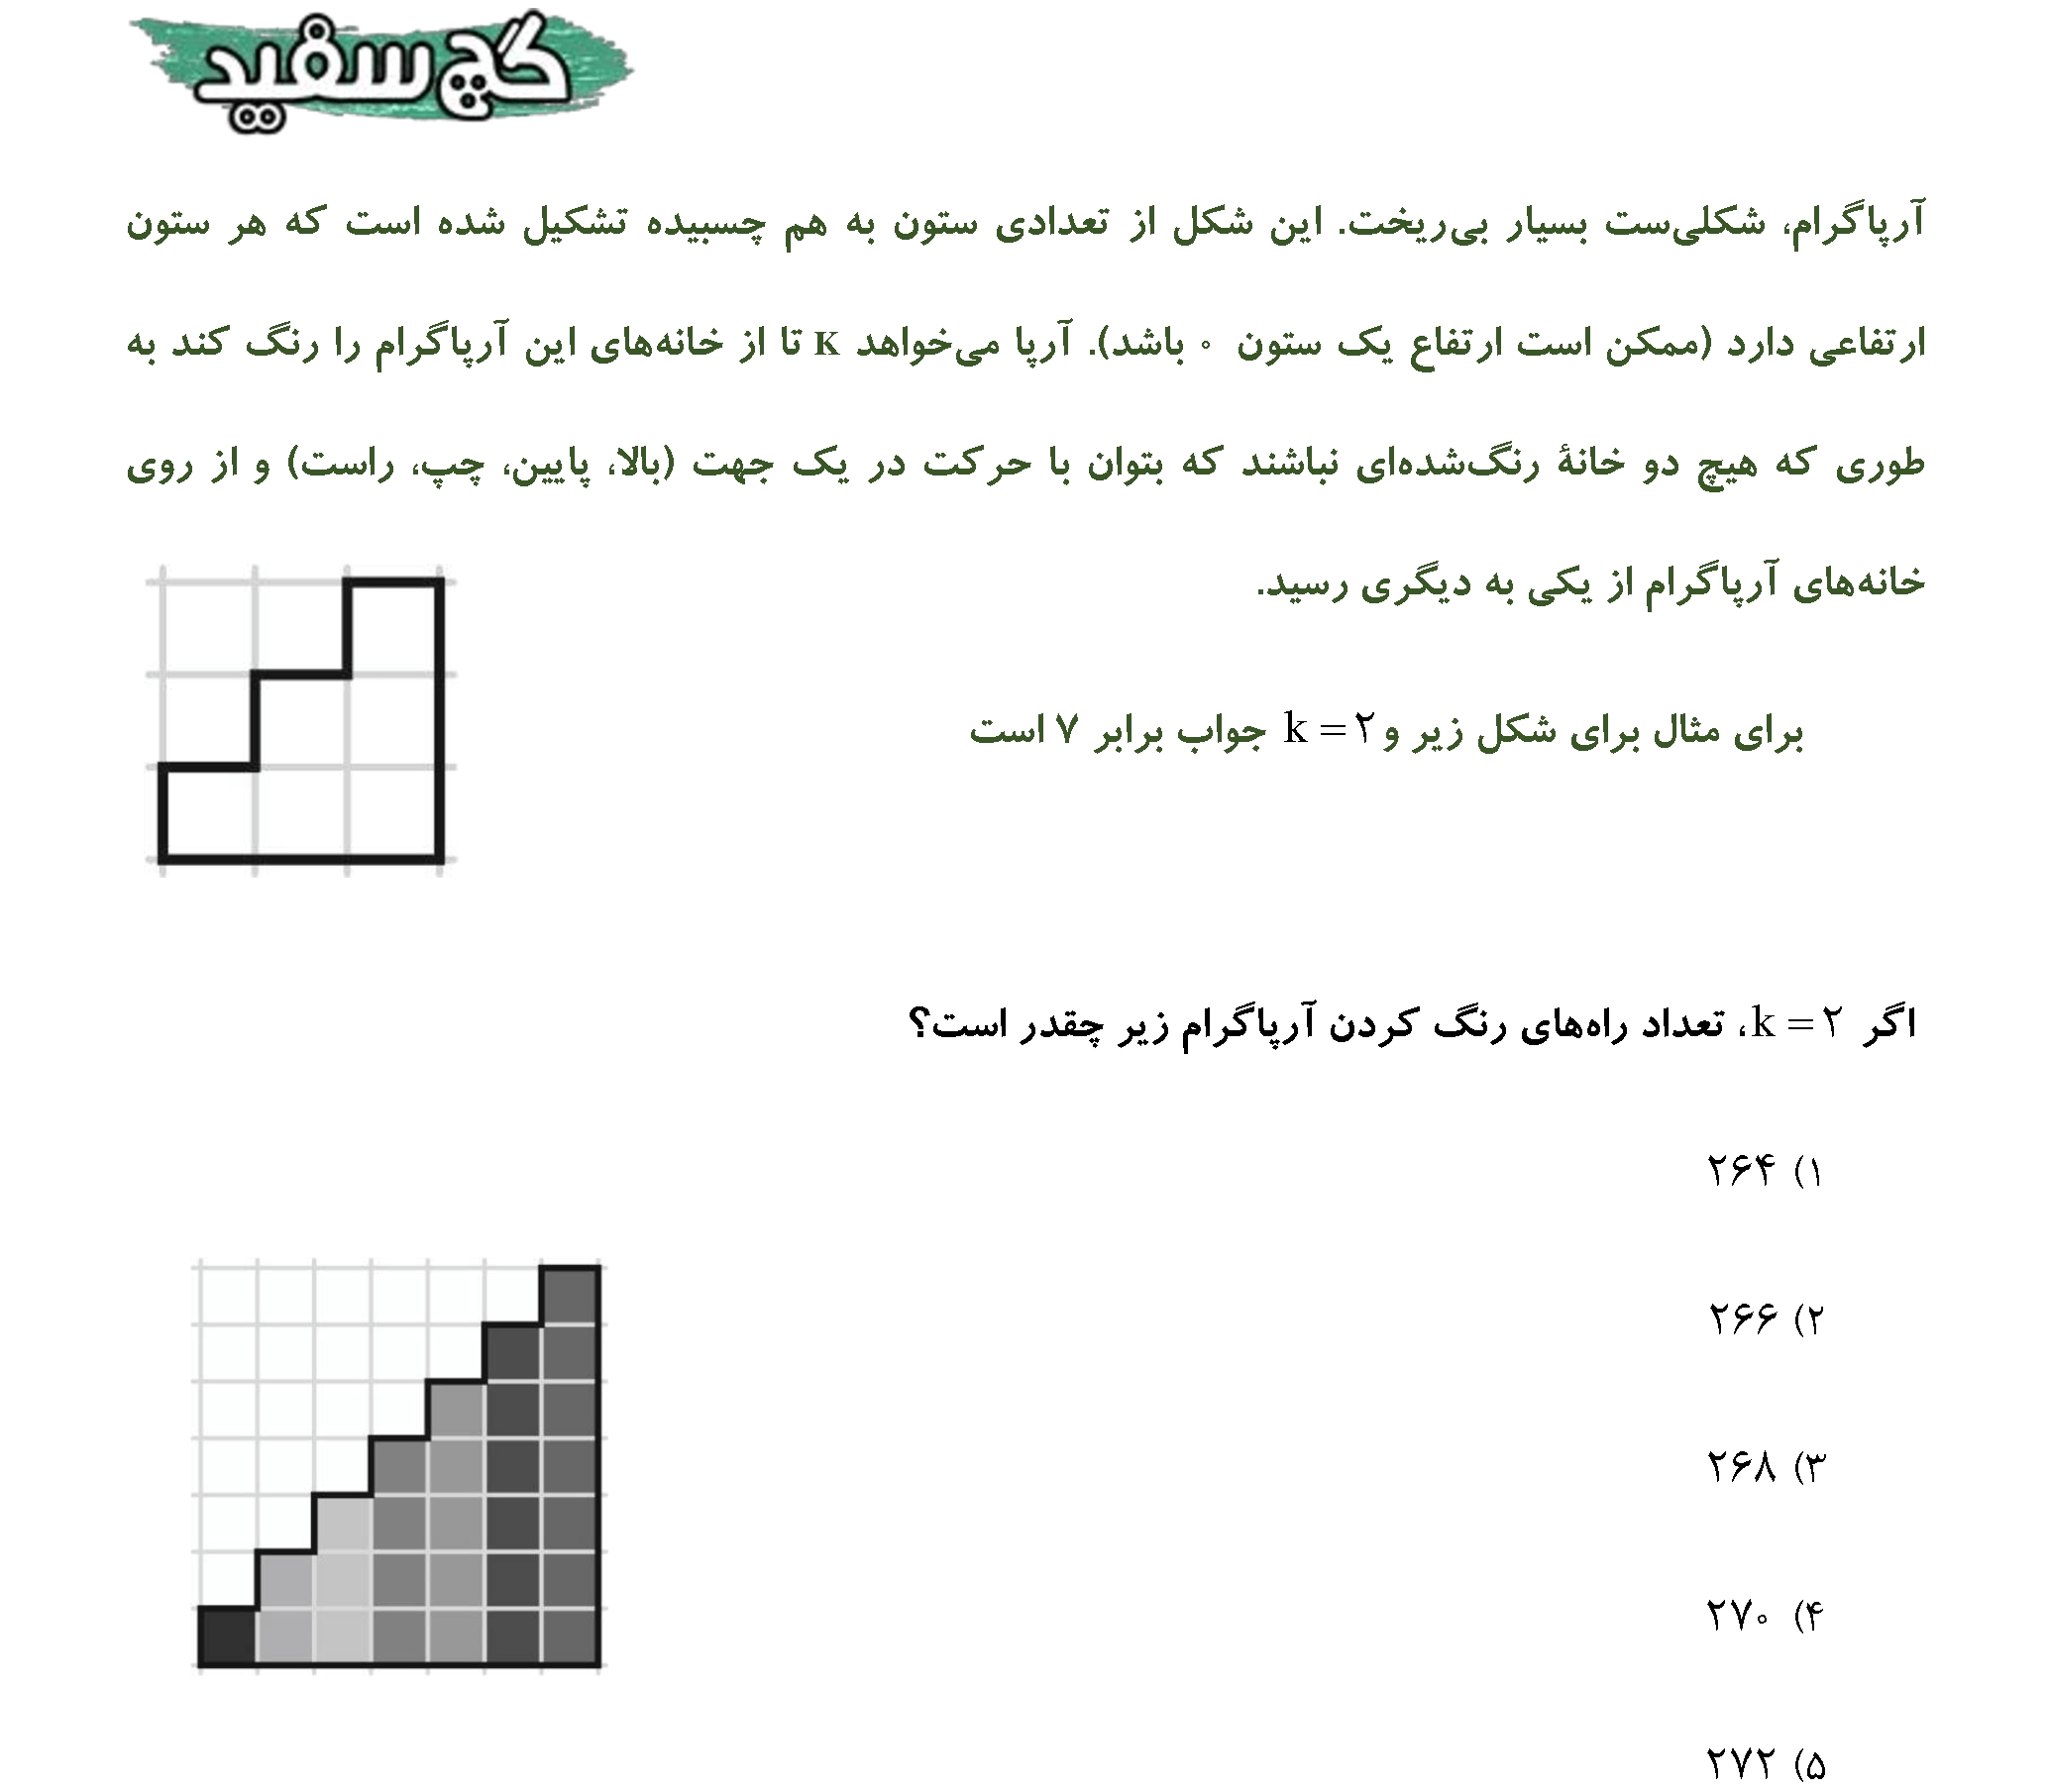 گچ سفید
آرپاگرام، شکلی‌ست بسیار بی‌ریخت. این شکل از تعدادی ستون به هم چسبیده تشکیل شده است که هر ستون
ارتفاعی دارد (ممکن است ارتفاع یک ستون ۰ باشد). آرپا می‌خواهد K تا از خانه‌های این آرپاگرام را رنگ کند به
طوری که هیچ دو خانهٔ رنگ‌شده‌ای نباشند که بتوان با حرکت در یک جهت (بالا، پایین، چپ، راست) و از روی
خانه‌های آرپاگرام از یکی به دیگری رسید.
برای مثال برای شکل زیر و k = ۲ جواب برابر ۷ است
اگر k = ۲، تعداد راه‌های رنگ کردن آرپاگرام زیر چقدر است؟
۱) ۲۶۴
۲) ۲۶۶
۳) ۲۶۸
۴) ۲۷۰
۵) ۲۷۲